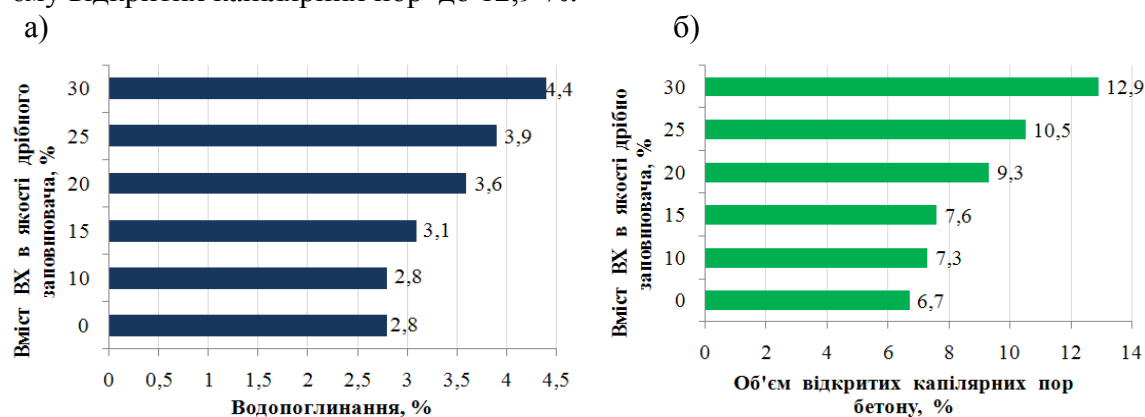 єму відкритих капілярних пор до 12,9 %.
а)
б)
Вміст ВХ в якості дрібного
заповнювача, %
30
25
20
15
10
0
4,4
3,9
3,6
3,1
2,8
2,8
0 0,5 1 1,5 2 2,5 3 3,5 4 4,5
Водопоглинання, %
Вміст ВХ в якості дрібно
заповнювача, %
30
25
20
15
10
0
12,9
10,5
9,3
7,6
7,3
6,7
0 2 4 6 8 10 12 14
Об'єм відкритих капілярних пор
бетону, %